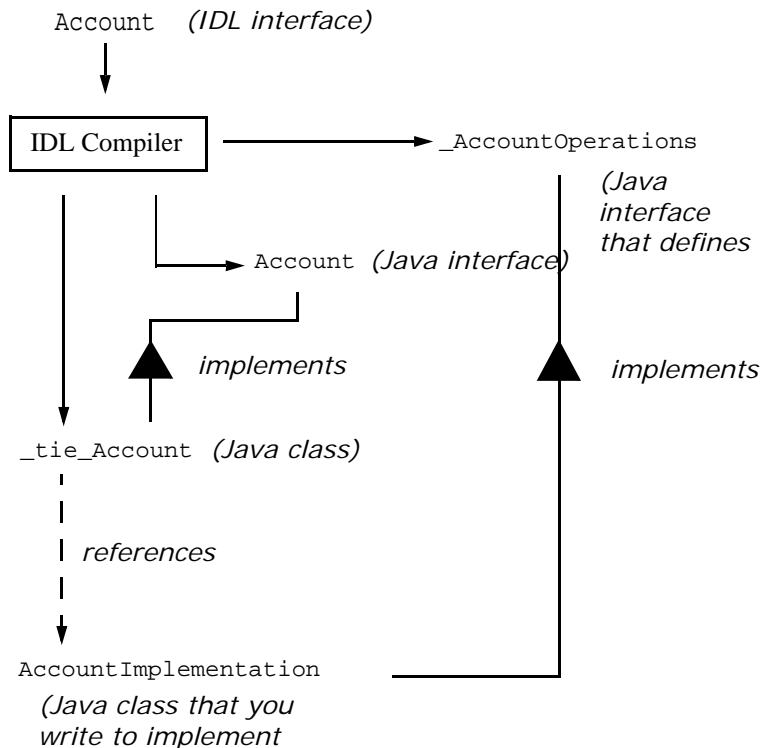 Account (IDL interface)
IDL Compiler
_AccountOperations
(Java
interface
that defines
Account (Java interface)
implements
implements
_tie_Account (Java class)
references
AccountImplementation
(Java class that you
write to implement